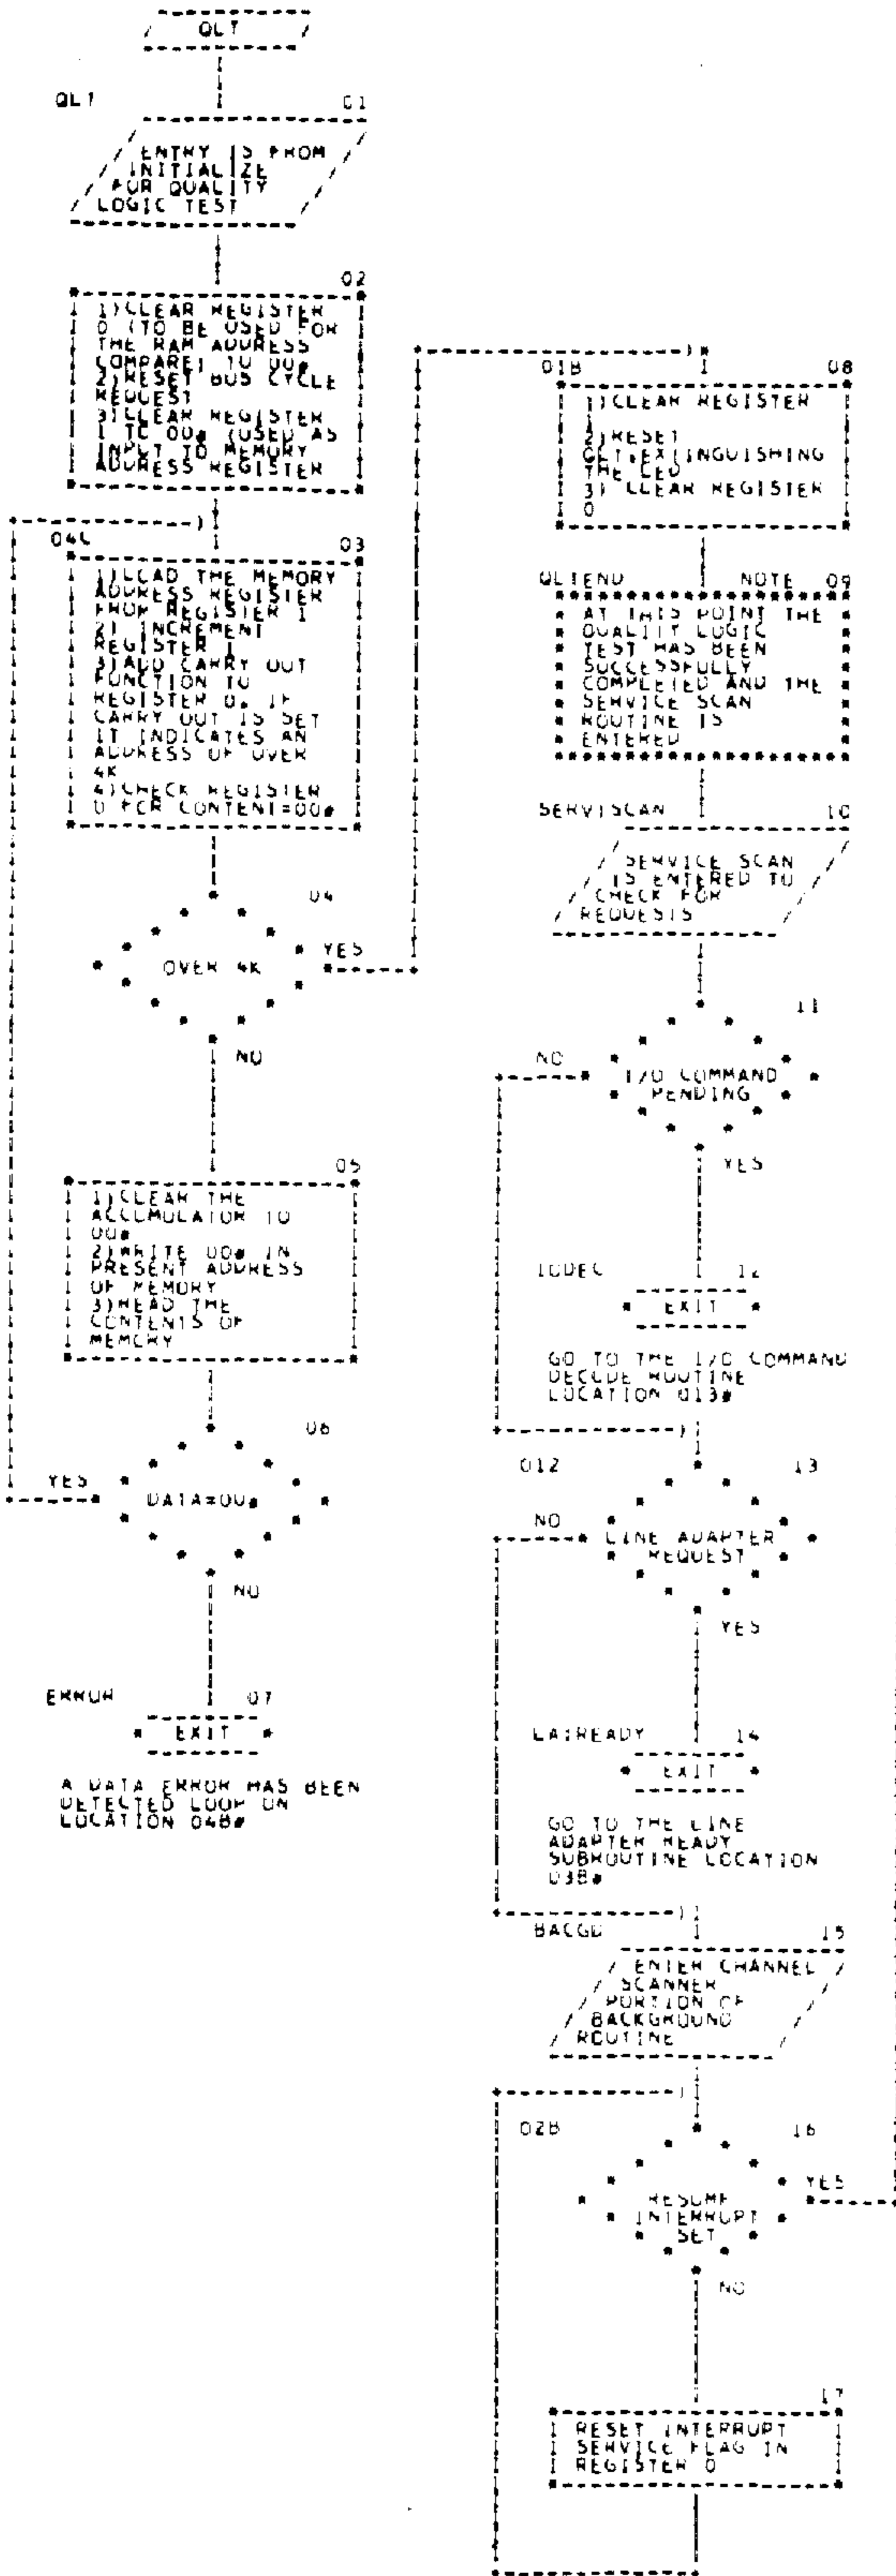 QLT
QLT 01
ENTRY IS FROM
INITIALIZE
FOR QUALITY
LOGIC TEST
02
1)CLEAR REGISTER
0 (TO BE USED FOR
THE RAM ADDRESS
COMPARE) TO 00#
2)RESET BUS CYCLE
REQUEST
3)CLEAR REGISTER
1 TO 00# (USED AS
INPUT TO MEMORY
ADDRESS REGISTER
04C 03
1)LOAD THE MEMORY
ADDRESS REGISTER
FROM REGISTER 1
2) INCREMENT
REGISTER 1
3)ADD CARRY OUT
FUNCTION TO
REGISTER 0. IF
CARRY OUT IS SET
IT INDICATES AN
ADDRESS OF OVER
4K
4)CHECK REGISTER
0 FOR CONTENT=00#
04
OVER 4K
YES
NO
05
1)CLEAR THE
ACCUMULATOR TO
00#
2)WRITE 00# IN
PRESENT ADDRESS
OF MEMORY
3)READ THE
CONTENTS OF
MEMORY
06
YES
DATA=00#
NO
ERROR 07
EXIT
A DATA ERROR HAS BEEN
DETECTED LOOP ON
LOCATION 04B#
01B 08
1)CLEAR REGISTER
1
2)RESET
QLT,EXTINGUISHING
THE LED
3) CLEAR REGISTER
0
QLTEND NOTE 09
AT THIS POINT THE
QUALITY LOGIC
TEST HAS BEEN
SUCCESSFULLY
COMPLETED AND THE
SERVICE SCAN
ROUTINE IS
ENTERED
SERVISCAN 10
SERVICE SCAN
IS ENTERED TO
CHECK FOR
REQUESTS
11
NO
I/O COMMAND
PENDING
YES
IODEC 12
EXIT
GO TO THE I/O COMMAND
DECODE ROUTINE
LOCATION 013#
012 13
NO
LINE ADAPTER
REQUEST
YES
LAIREADY 14
EXIT
GO TO THE LINE
ADAPTER READY
SUBROUTINE LOCATION
03B#
BACGD 15
ENTER CHANNEL
SCANNER
PORTION OF
BACKGROUND
ROUTINE
02B 16
YES
RESUME
INTERRUPT
SET
NO
17
RESET INTERRUPT
SERVICE FLAG IN
REGISTER 0